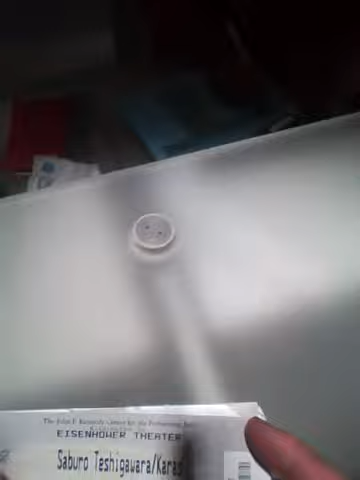 The John F. Kennedy Center for the Performing
EISENHOWER THEATER
Saburo Teshigawara/Karas